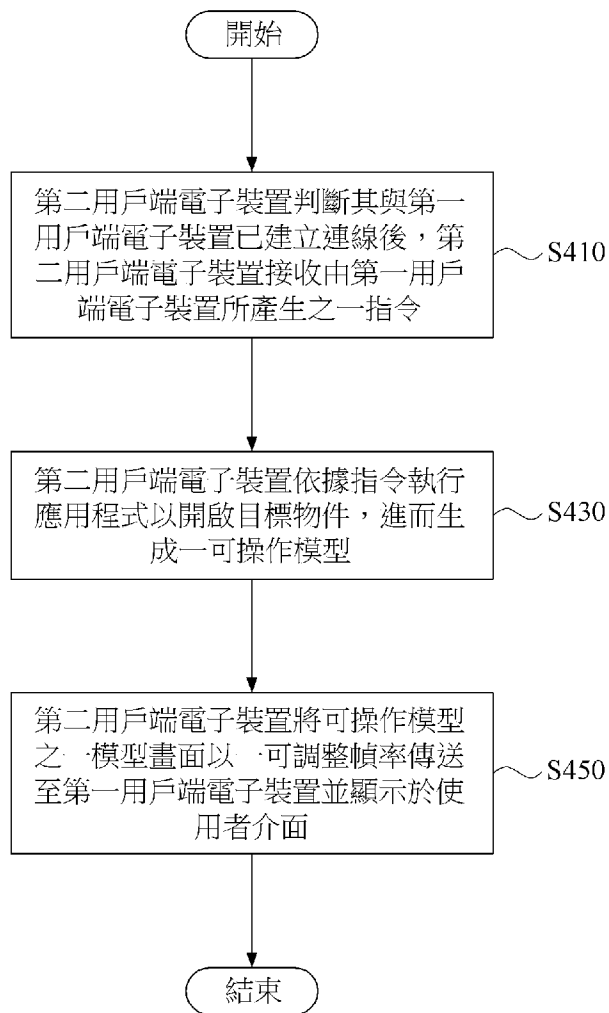 開始
第二用戶端電子裝置判斷其與第一
用戶端電子裝置已建立連線後，第
二用戶端電子裝置接收由第一用戶
端電子裝置所產生之一指令
S410
第二用戶端電子裝置依據指令執行
應用程式以開啟目標物件，進而生
成一可操作模型
S430
第二用戶端電子裝置將可操作模型
之一模型畫面以一可調整幀率傳送
至第一用戶端電子裝置並顯示於使
用者介面
S450
結束